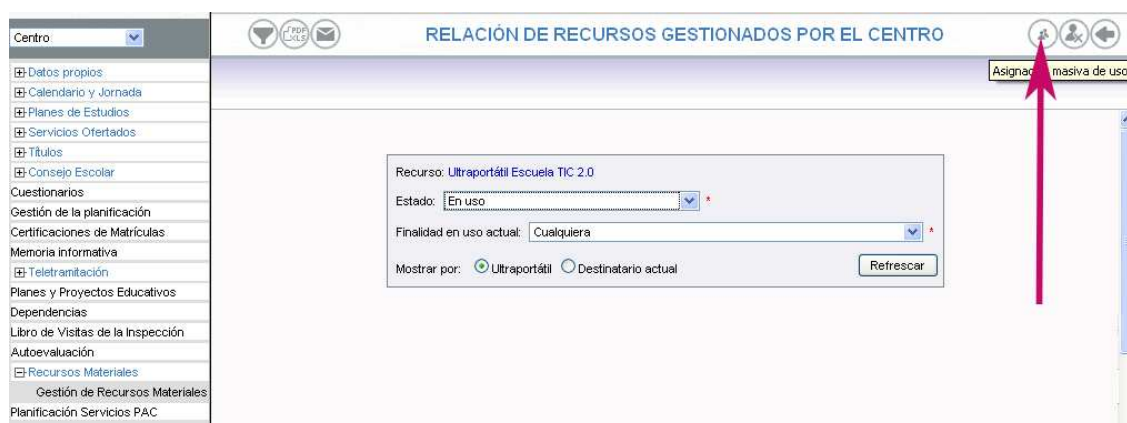 Centro
PDF
XLS
RELACIÓN DE RECURSOS GESTIONADOS POR EL CENTRO
Asignación masiva de uso
Datos propios
Calendario y Jornada
Planes de Estudios
Servicios Ofertados
Títulos
Consejo Escolar
Cuestionarios
Gestión de la planificación
Certificaciones de Matrículas
Memoria informativa
Teletramitación
Planes y Proyectos Educativos
Dependencias
Libro de Visitas de la Inspección
Autoevaluación
Recursos Materiales
Gestión de Recursos Materiales
Planificación Servicios PAC
Recurso: Ultraportátil Escuela TIC 2.0
Estado: En uso *
Finalidad en uso actual: Cualquiera *
Mostrar por: Ultraportátil Destinatario actual Refrescar